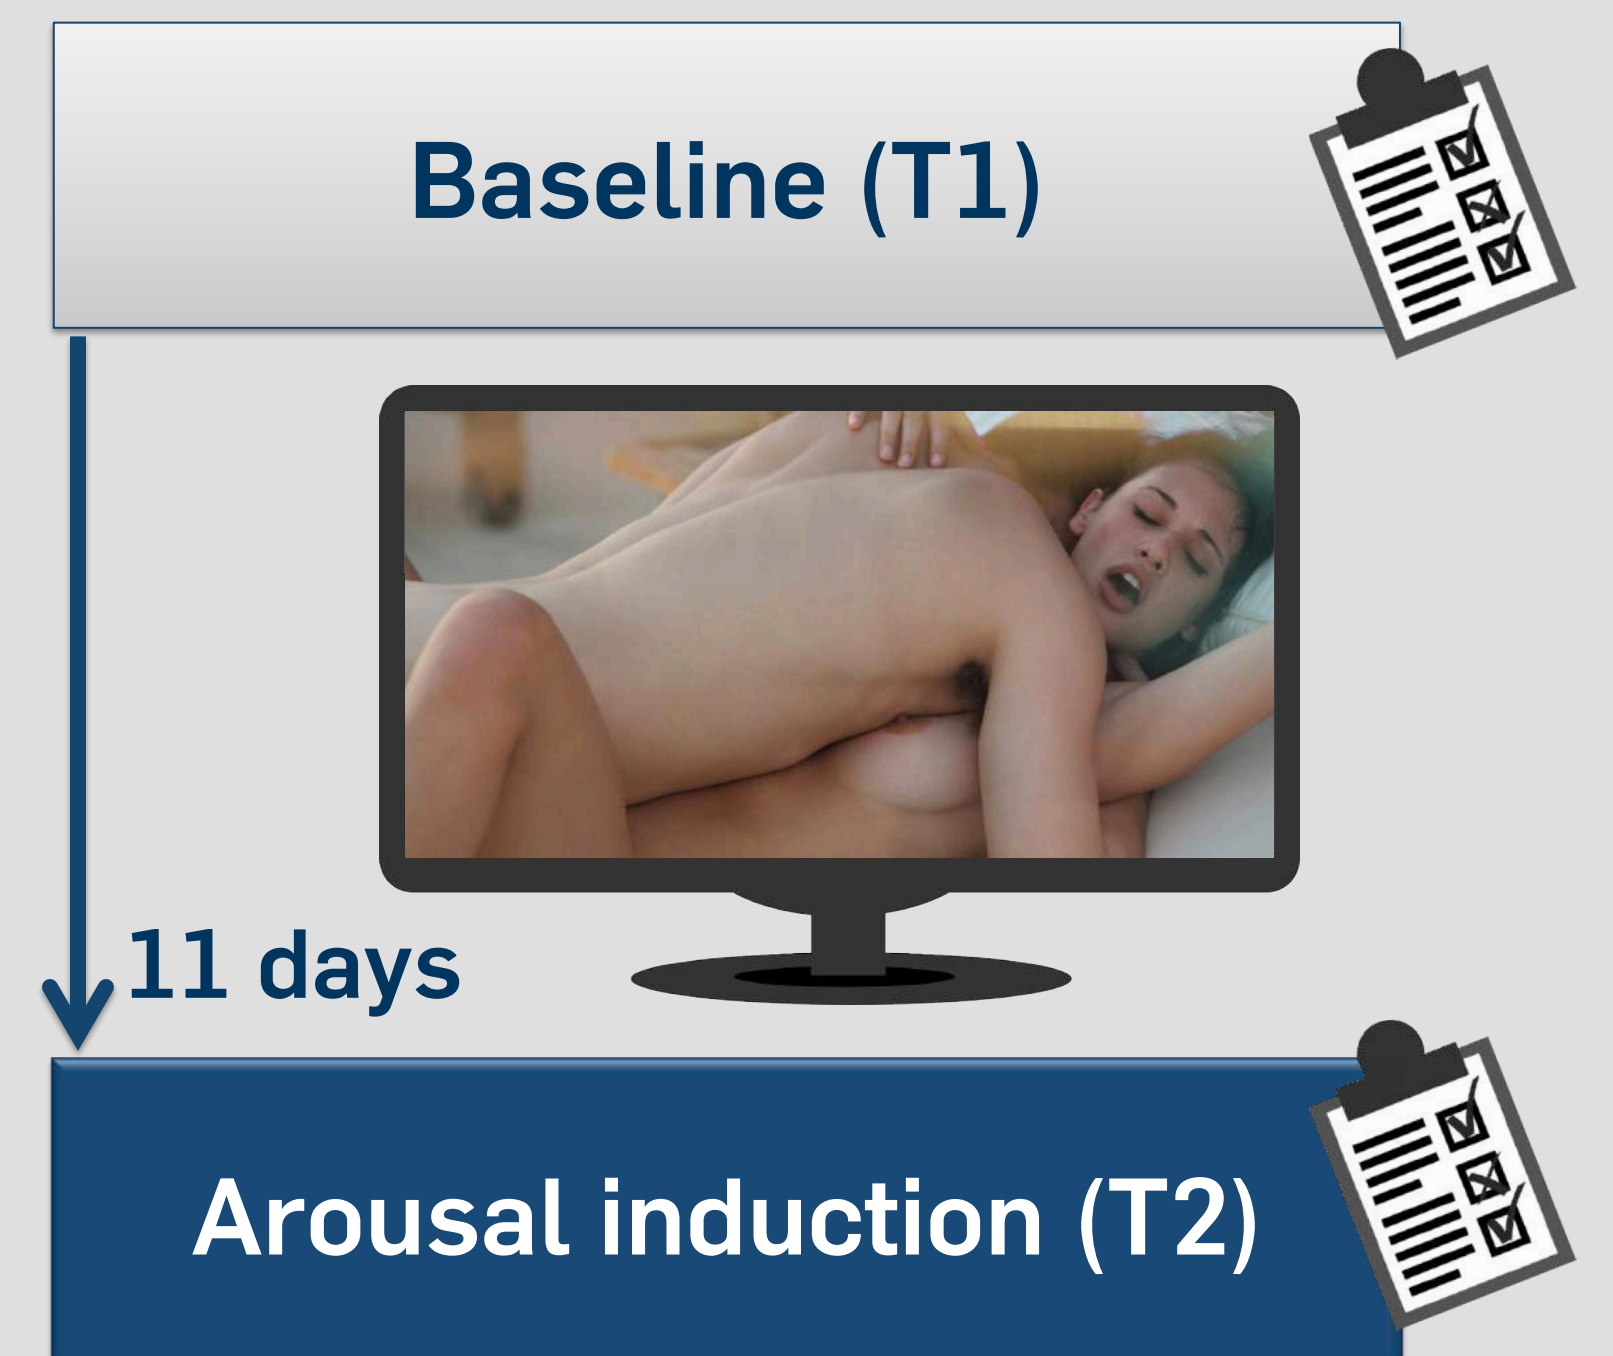 Baseline (T1)
11 days
Arousal induction (T2)